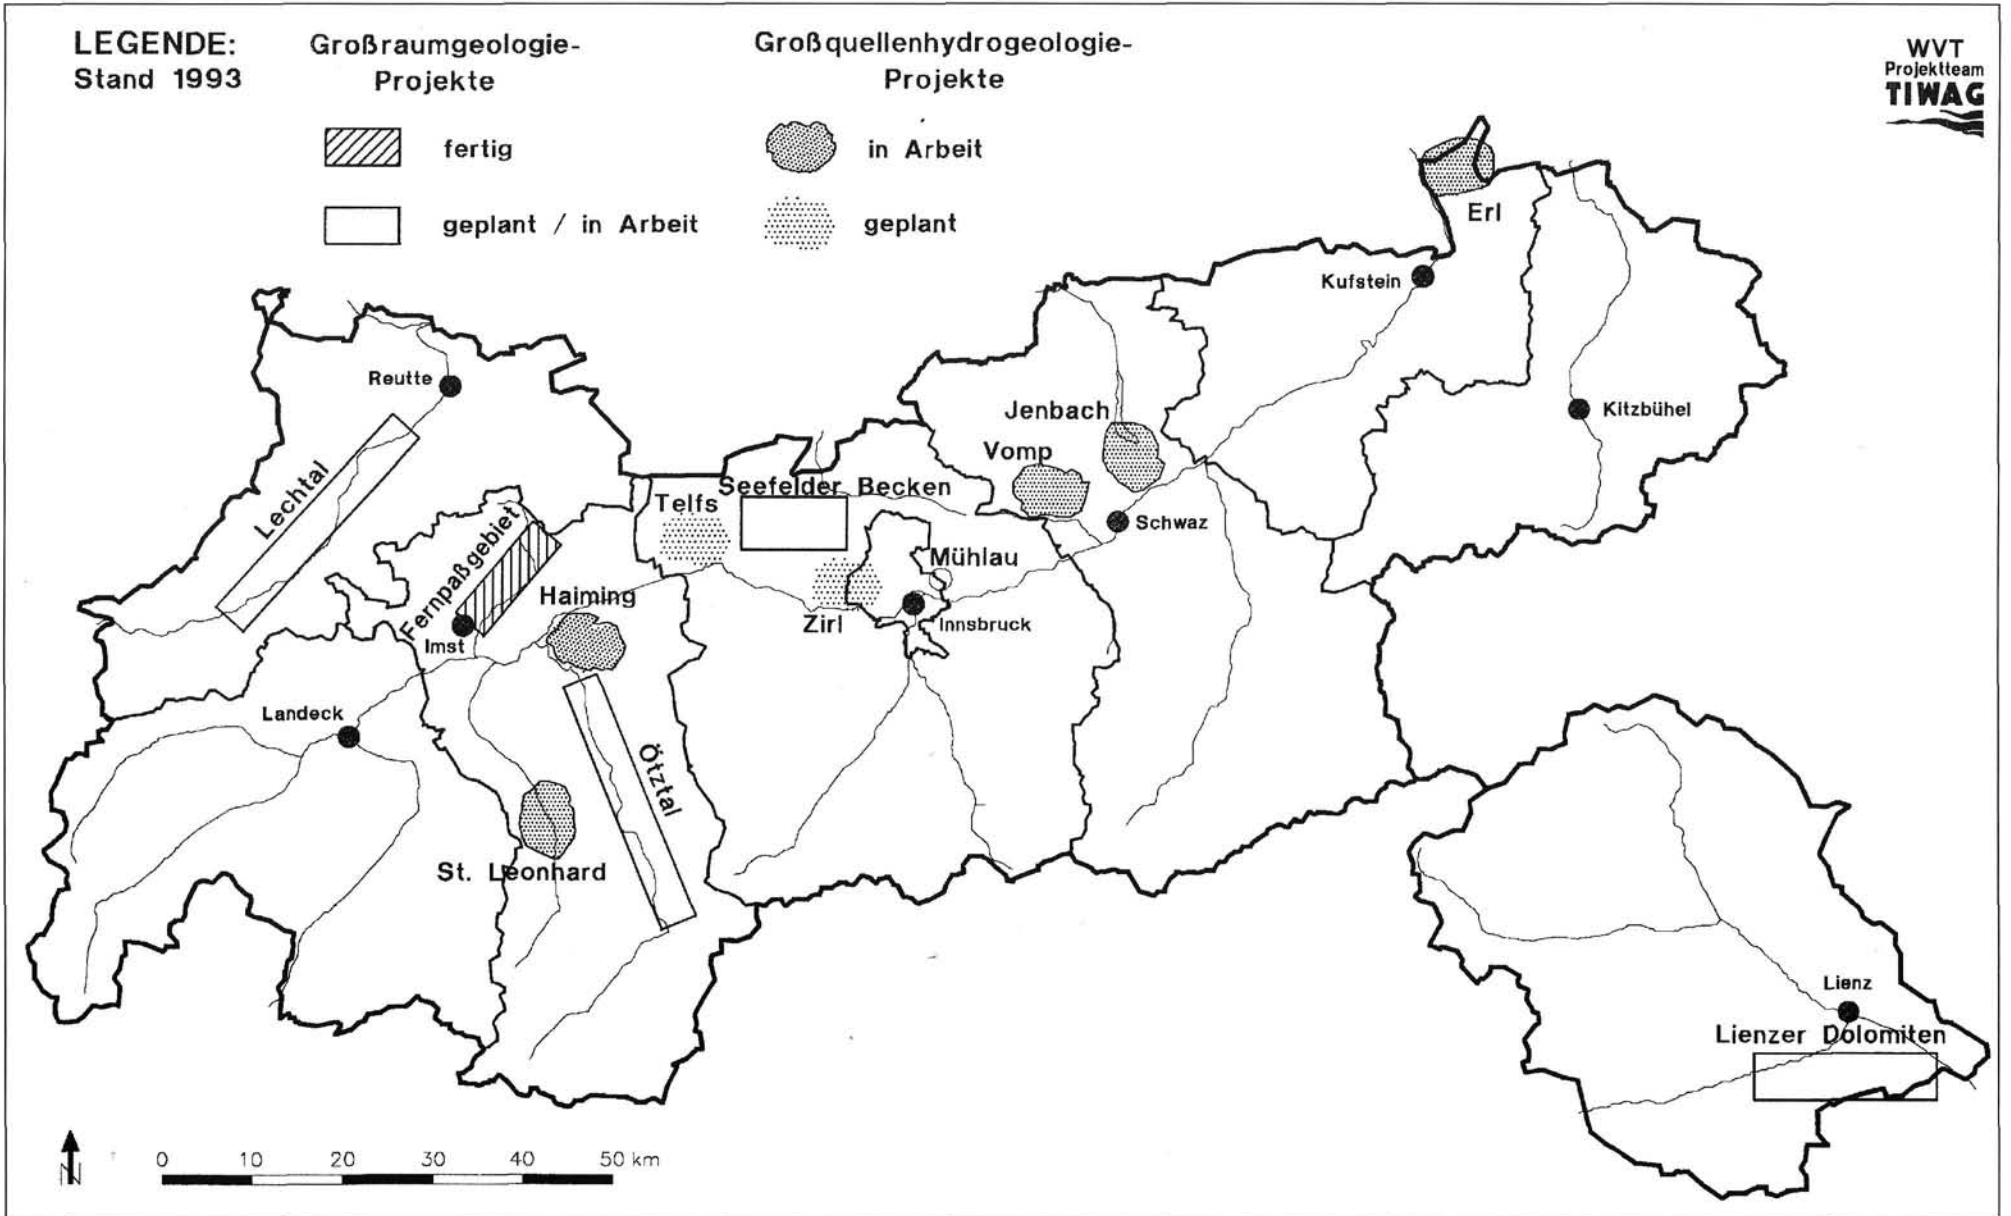 LEGENDE:
Stand 1993
Großraumgeologie-
Projekte
fertig
geplant / in Arbeit
Großquellenhydrogeologie-
Projekte
in Arbeit
geplant
WVT
Projektteam
TIWAG
Erl
Kufstein
Kitzbühel
Reutte
Jenbach
Vomp
Schwaz
Lechtal
Seefelder Becken
Telfs
Fernpaßgebiet
Mühlau
Haiming
Zirl
Innsbruck
Imst
Landeck
Ötztal
St. Leonhard
Lienz
Lienzer Dolomiten
N
0 10 20 30 40 50 km